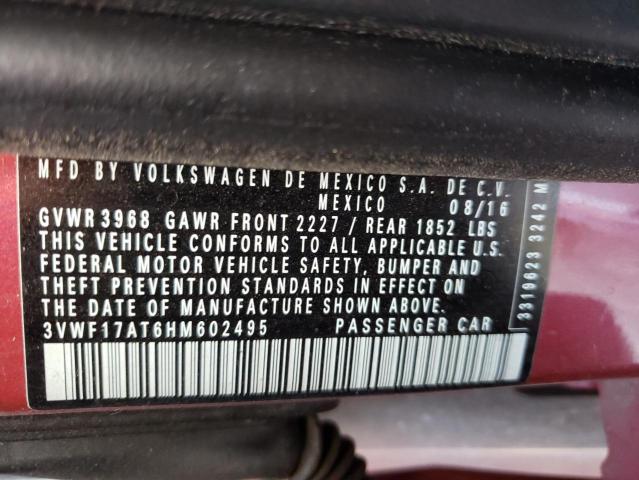 MFD BY VOLKSWAGEN DE MEXICO S.A. DE C.V.
MEXICO 08/16
GVWR 3968 GAWR FRONT 2227 / REAR 1852 LBS
THIS VEHICLE CONFORMS TO ALL APPLICABLE U.S.
FEDERAL MOTOR VEHICLE SAFETY, BUMPER AND
THEFT PREVENTION STANDARDS IN EFFECT ON
THE DATE OF MANUFACTURE SHOWN ABOVE.
3VWF17AT6HM602495 PASSENGER CAR
3319623 3242 M